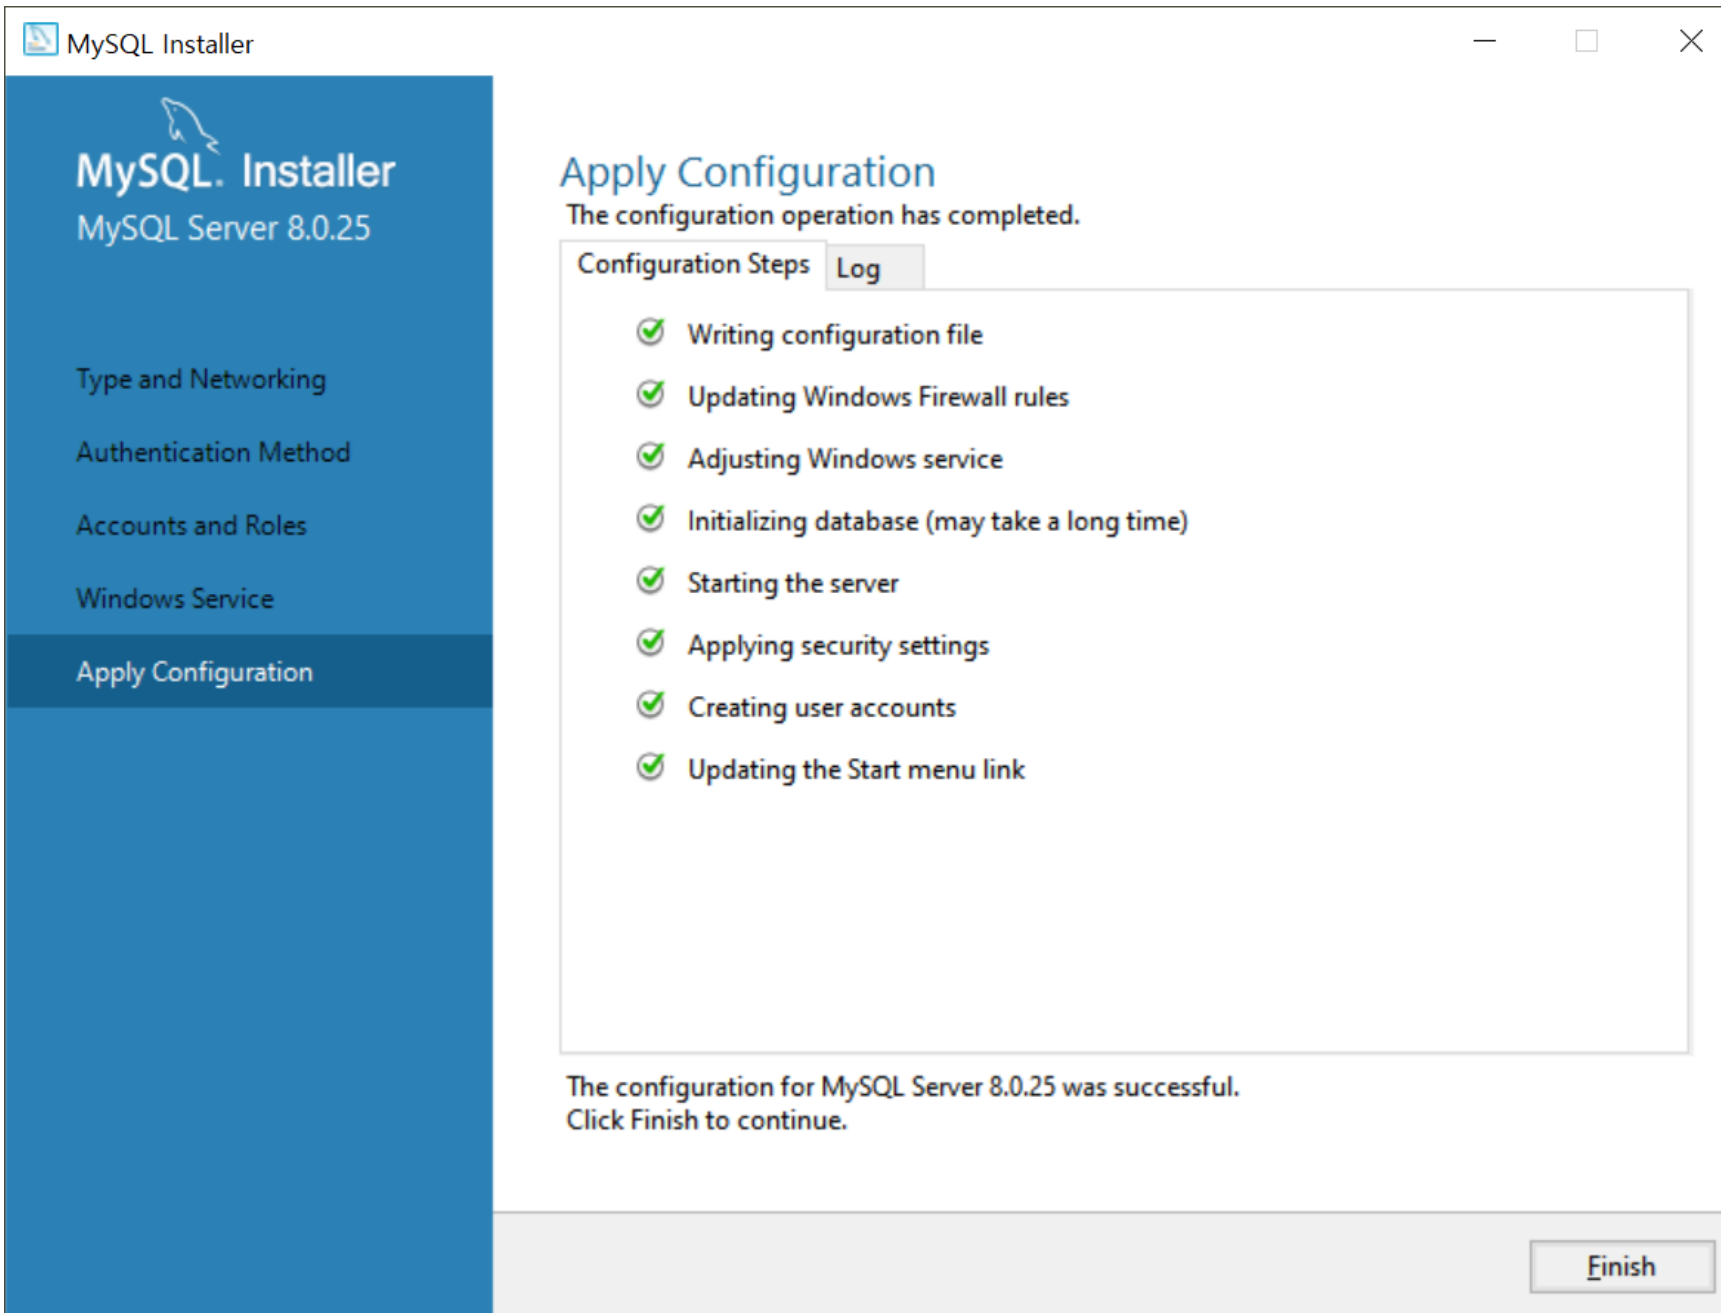 MySQL Installer
MySQL. Installer
MySQL Server 8.0.25
Type and Networking
Authentication Method
Accounts and Roles
Windows Service
Apply Configuration
Apply Configuration
The configuration operation has completed.
Configuration Steps
Log
Writing configuration file
Updating Windows Firewall rules
Adjusting Windows service
Initializing database (may take a long time)
Starting the server
Applying security settings
Creating user accounts
Updating the Start menu link
The configuration for MySQL Server 8.0.25 was successful.
Click Finish to continue.
Finish